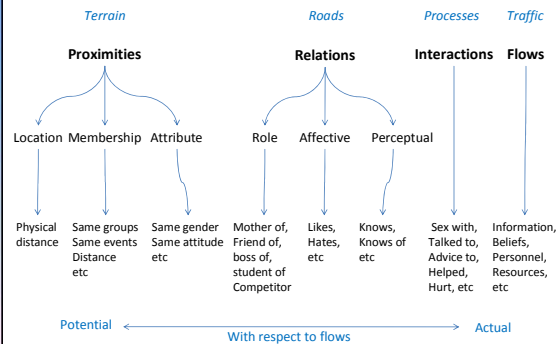 Terrain Roads Processes Traffic
Proximities Relations Interactions Flows
Location Membership Attribute Role Affective Perceptual
Physical
distance
Same groups
Same events
Distance
etc
Same gender
Same attitude
etc
Mother of,
Friend of,
boss of,
student of
Competitor
Likes,
Hates,
etc
Knows,
Knows of
etc
Sex with,
Talked to,
Advice to,
Helped,
Hurt, etc
Information,
Beliefs,
Personnel,
Resources,
etc
Potential Actual
With respect to flows